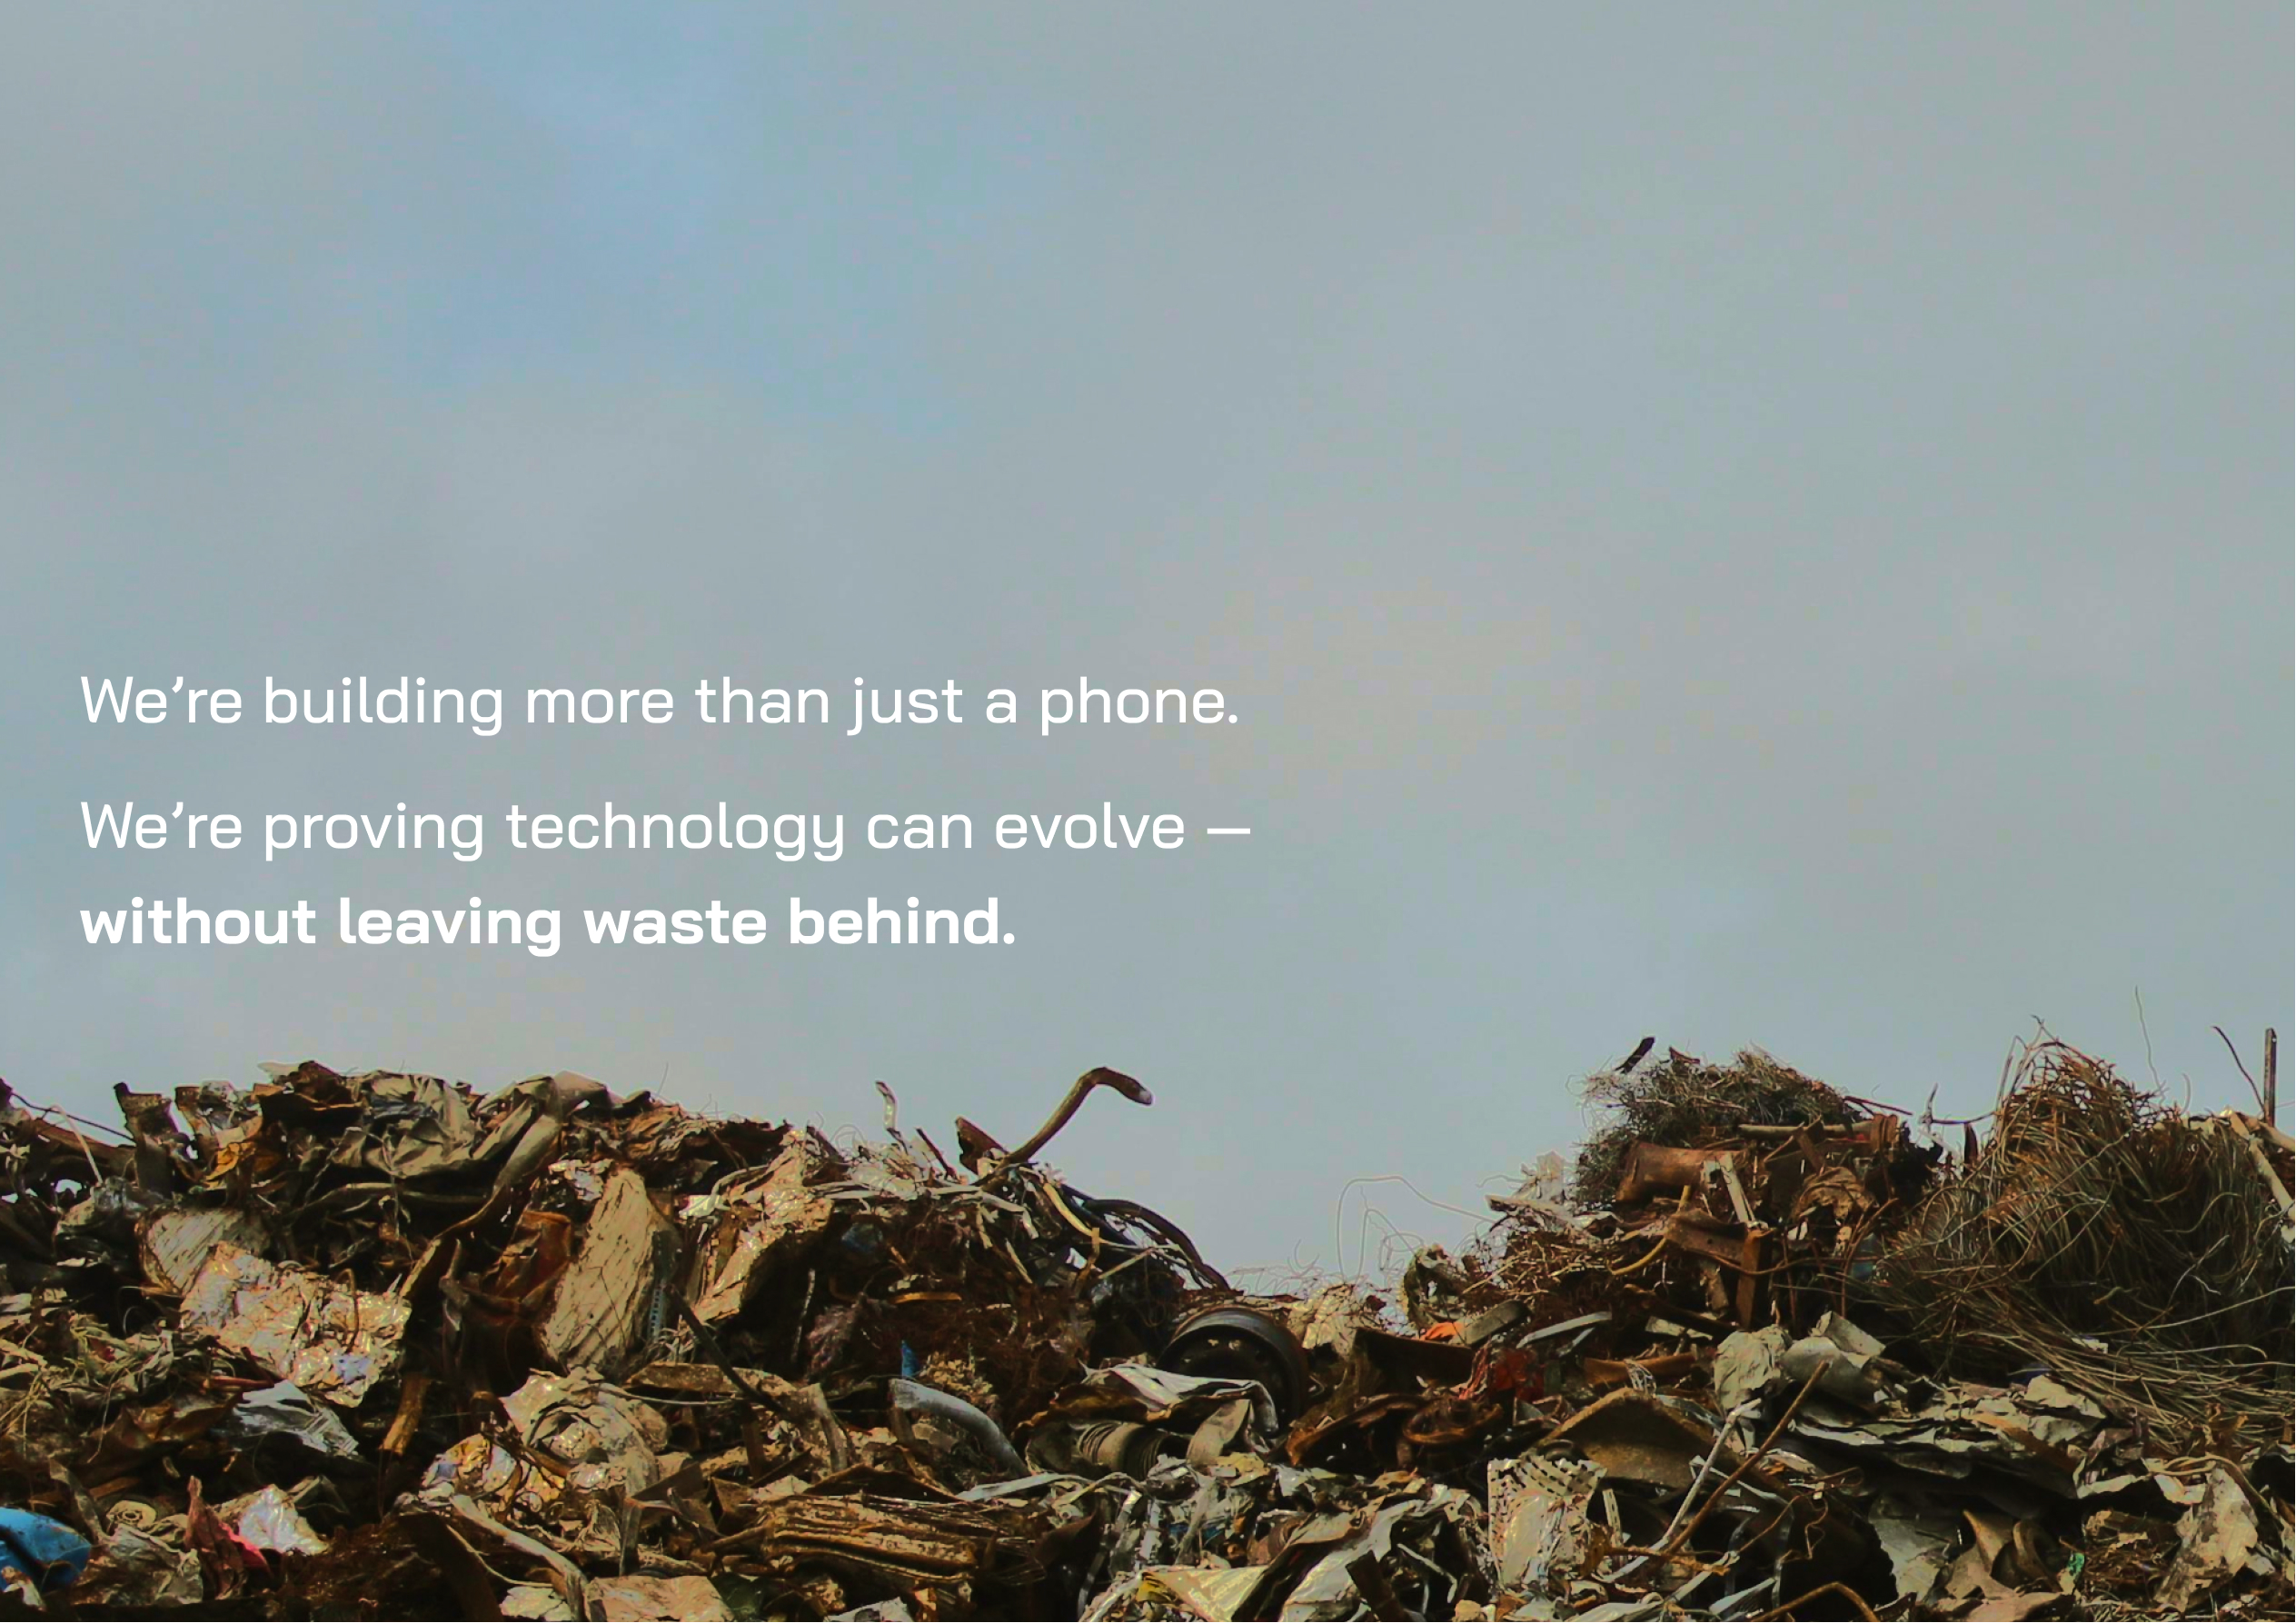 We’re building more than just a phone.
We’re proving technology can evolve —
without leaving waste behind.